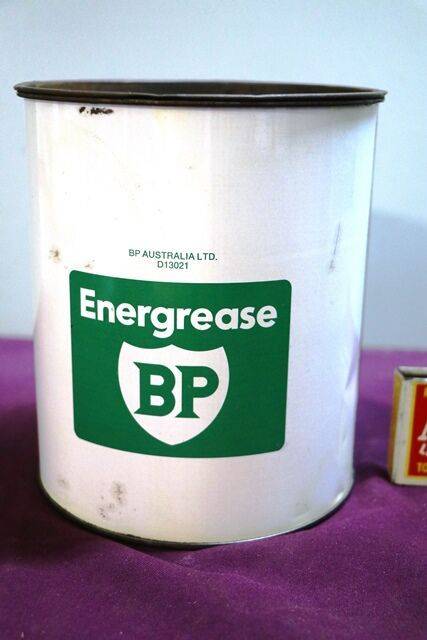 BP AUSTRALIA LTD.
D13021
Energrease
BP